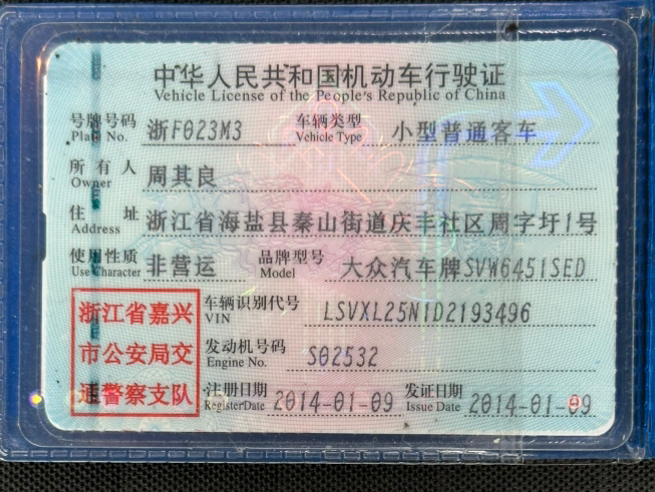 中华人民共和国机动车行驶证
Vehicle License of the People's Republic of China
号牌号码 浙F023M3 车辆类型 小型普通客车
Plate No. Vehicle Type
所有人 周其良
Owner
住址 浙江省海盐县秦山街道庆丰社区周字圩1号
Address
使用性质 非营运 品牌型号 大众汽车牌SVW6451SED
Use Character Model
浙江省嘉兴
市公安局交
通警察支队
车辆识别代号 LSVXL25N1D2193496
VIN
发动机号码 S02532
Engine No.
注册日期 2014-01-09 发证日期 2014-01-09
Register Date Issue Date